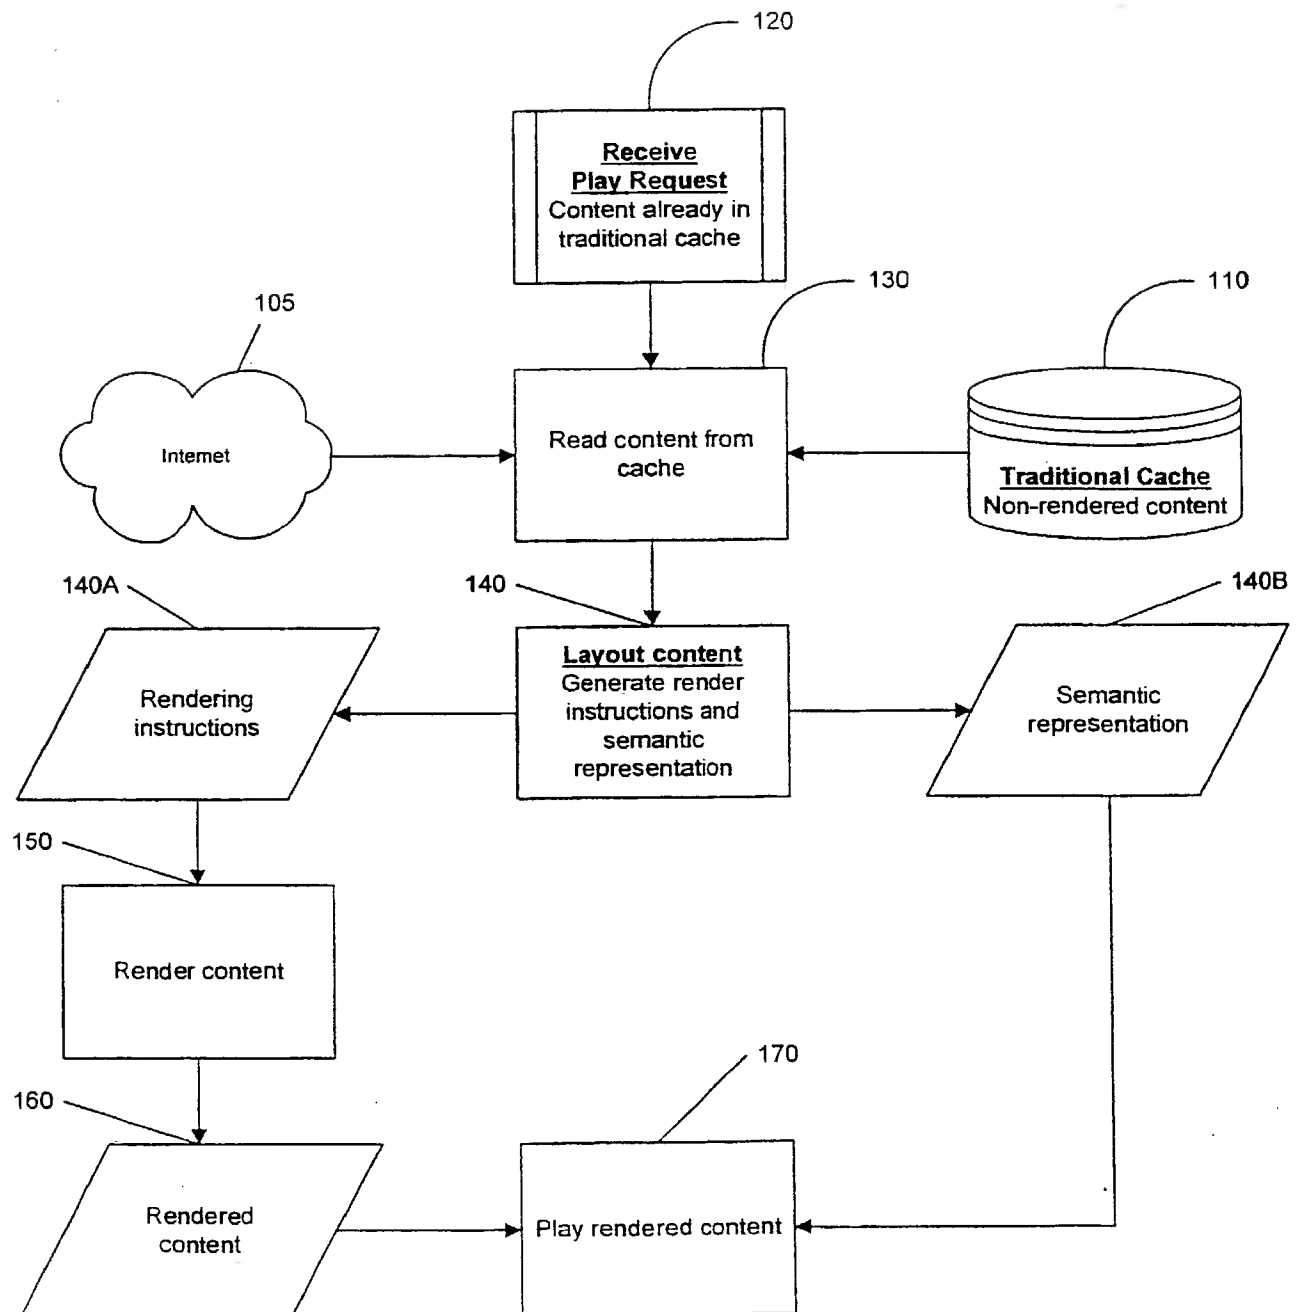 120
Receive
Play Request
Content already in
traditional cache
105
130
110
Internet
Read content from
cache
Traditional Cache
Non-rendered content
140A
140
140B
Rendering
instructions
Layout content
Generate render
instructions and
semantic
representation
Semantic
representation
150
Render content
160
170
Rendered
content
Play rendered content